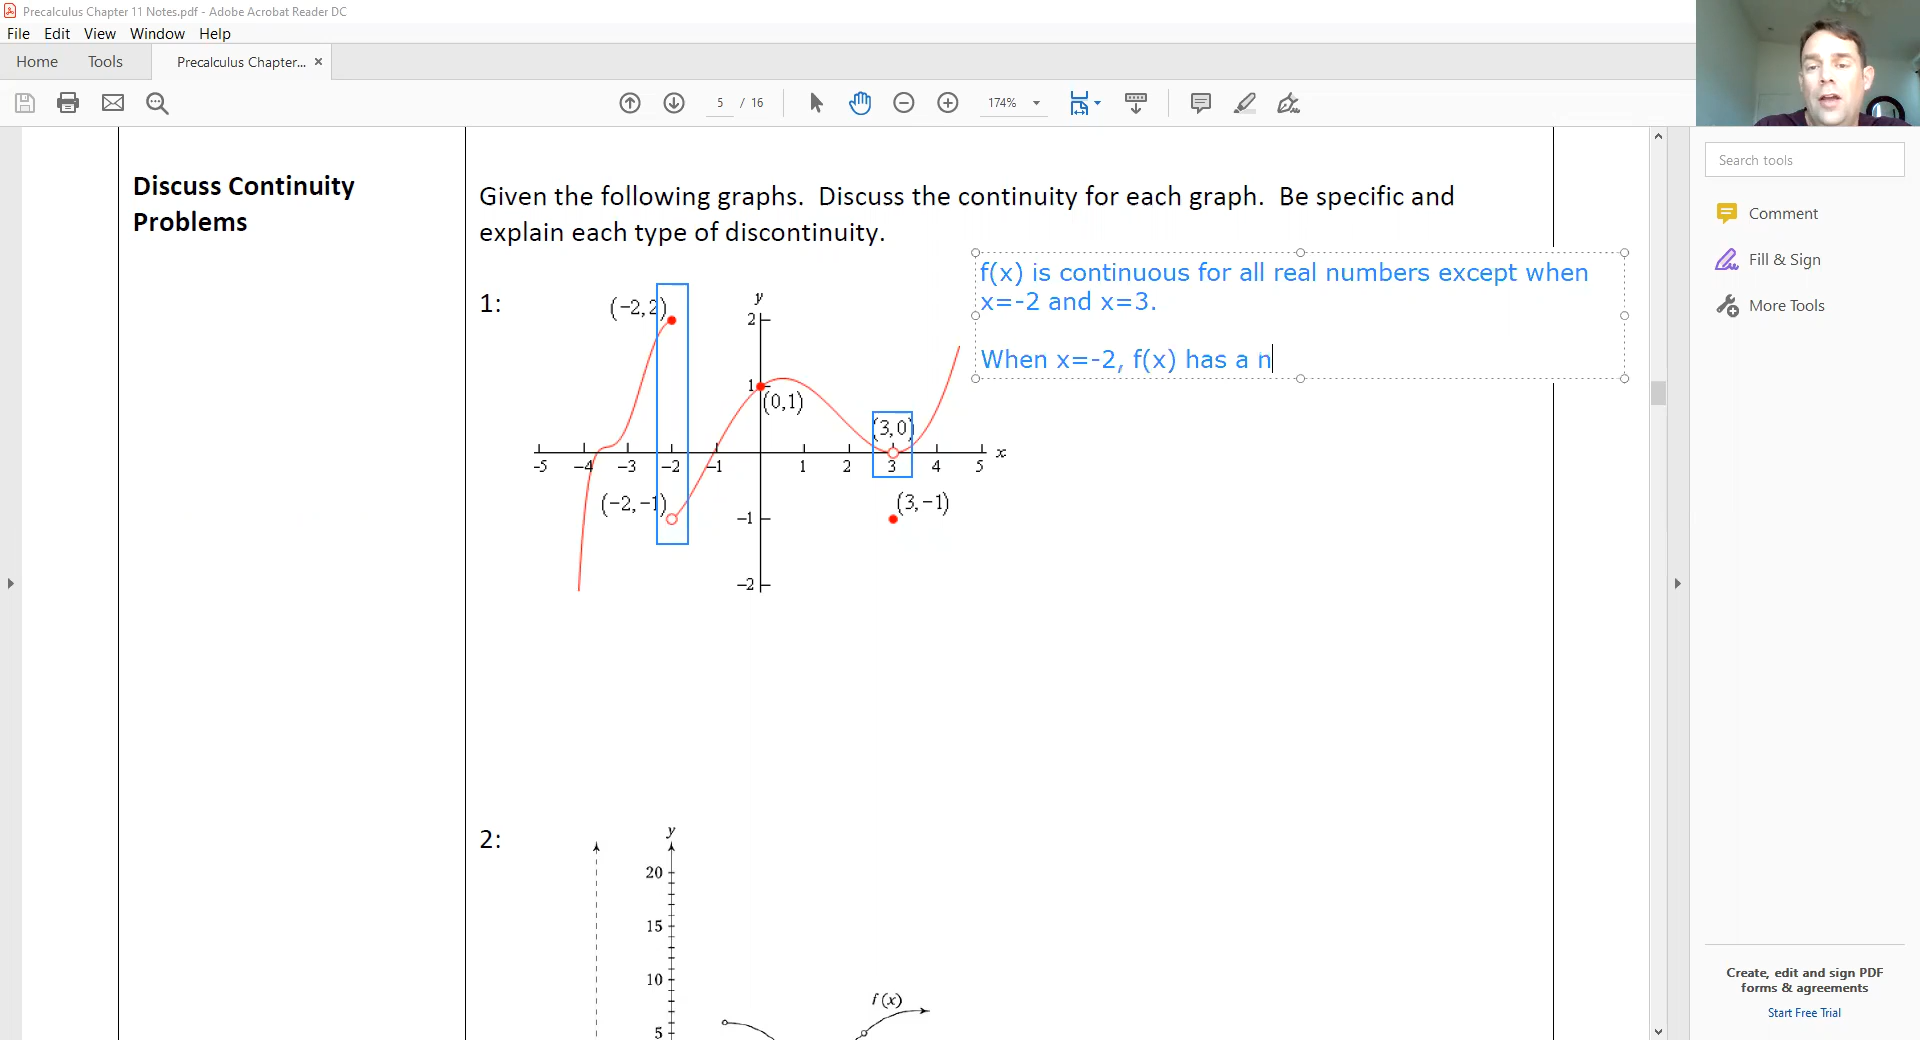 Precalculus Chapter 11 Notes.pdf - Adobe Acrobat Reader DC
File Edit View Window Help
Home Tools Precalculus Chapter... ×
5 / 16 174%
Search tools
Comment
Fill & Sign
More Tools
Discuss Continuity
Problems
Given the following graphs. Discuss the continuity for each graph. Be specific and
explain each type of discontinuity.
f(x) is continuous for all real numbers except when
x=-2 and x=3.
When x=-2, f(x) has a n
1:
(−2,2)
y
2
1
(0,1)
(3,0)
-5 −4 −3 −2 −1 1 2 3 4 5 x
(−2,−1)
(3,−1)
−1
−2
2:
y
20
15
10
f(x)
5
Create, edit and sign PDF
forms & agreements
Start Free Trial